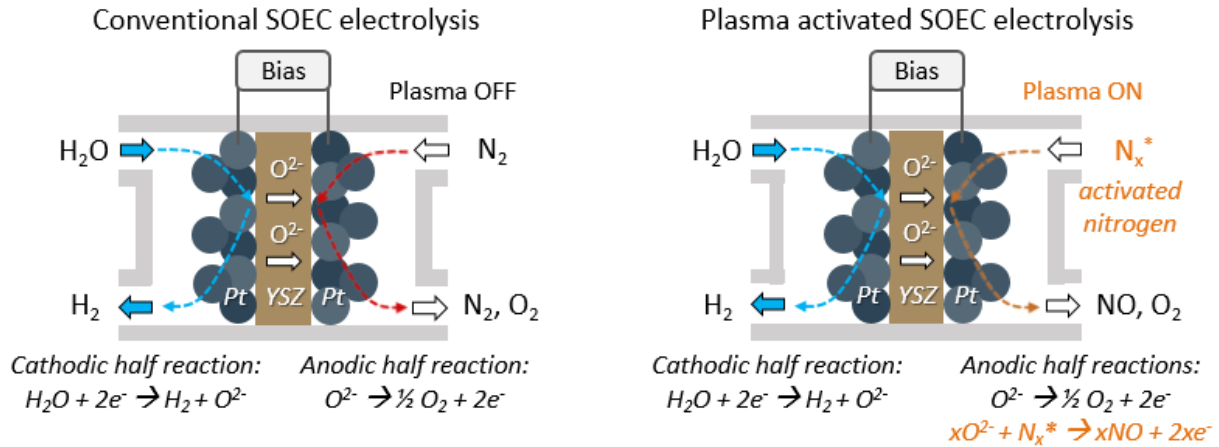 Conventional SOEC electrolysis
Bias
Plasma OFF
H₂O
N₂
O²⁻
O²⁻
Pt
YSZ
Pt
H₂
N₂, O₂
Cathodic half reaction:
H₂O + 2e⁻ → H₂ + O²⁻
Anodic half reaction:
O²⁻ → ½ O₂ + 2e⁻
Plasma activated SOEC electrolysis
Bias
Plasma ON
H₂O
Nₓ*
activated
nitrogen
O²⁻
O²⁻
Pt
YSZ
Pt
H₂
NO, O₂
Cathodic half reaction:
H₂O + 2e⁻ → H₂ + O²⁻
Anodic half reactions:
O²⁻ → ½ O₂ + 2e⁻
xO²⁻ + Nₓ* → xNO + 2xe⁻